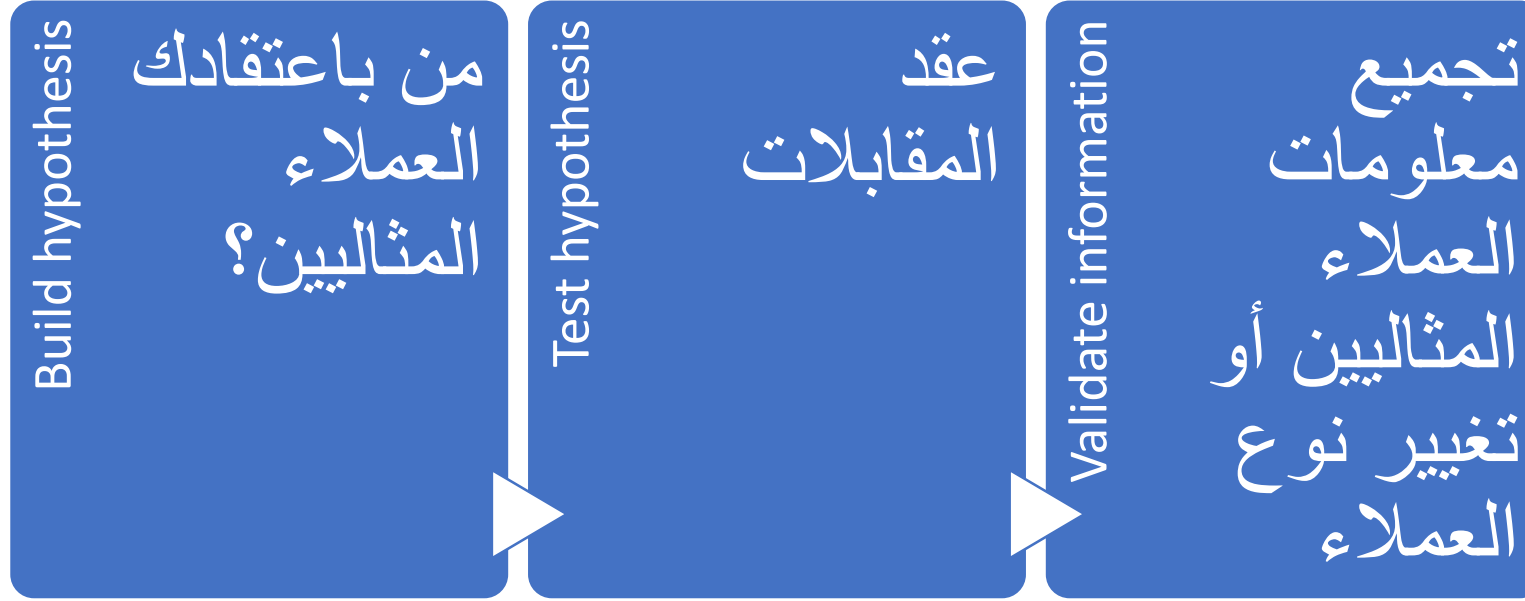 Build hypothesis
من باعتقادك
العملاء
المثاليين؟
Test hypothesis
عقد
المقابلات
Validate information
تجميع
معلومات
العملاء
المثاليين أو
تغيير نوع
العملاء